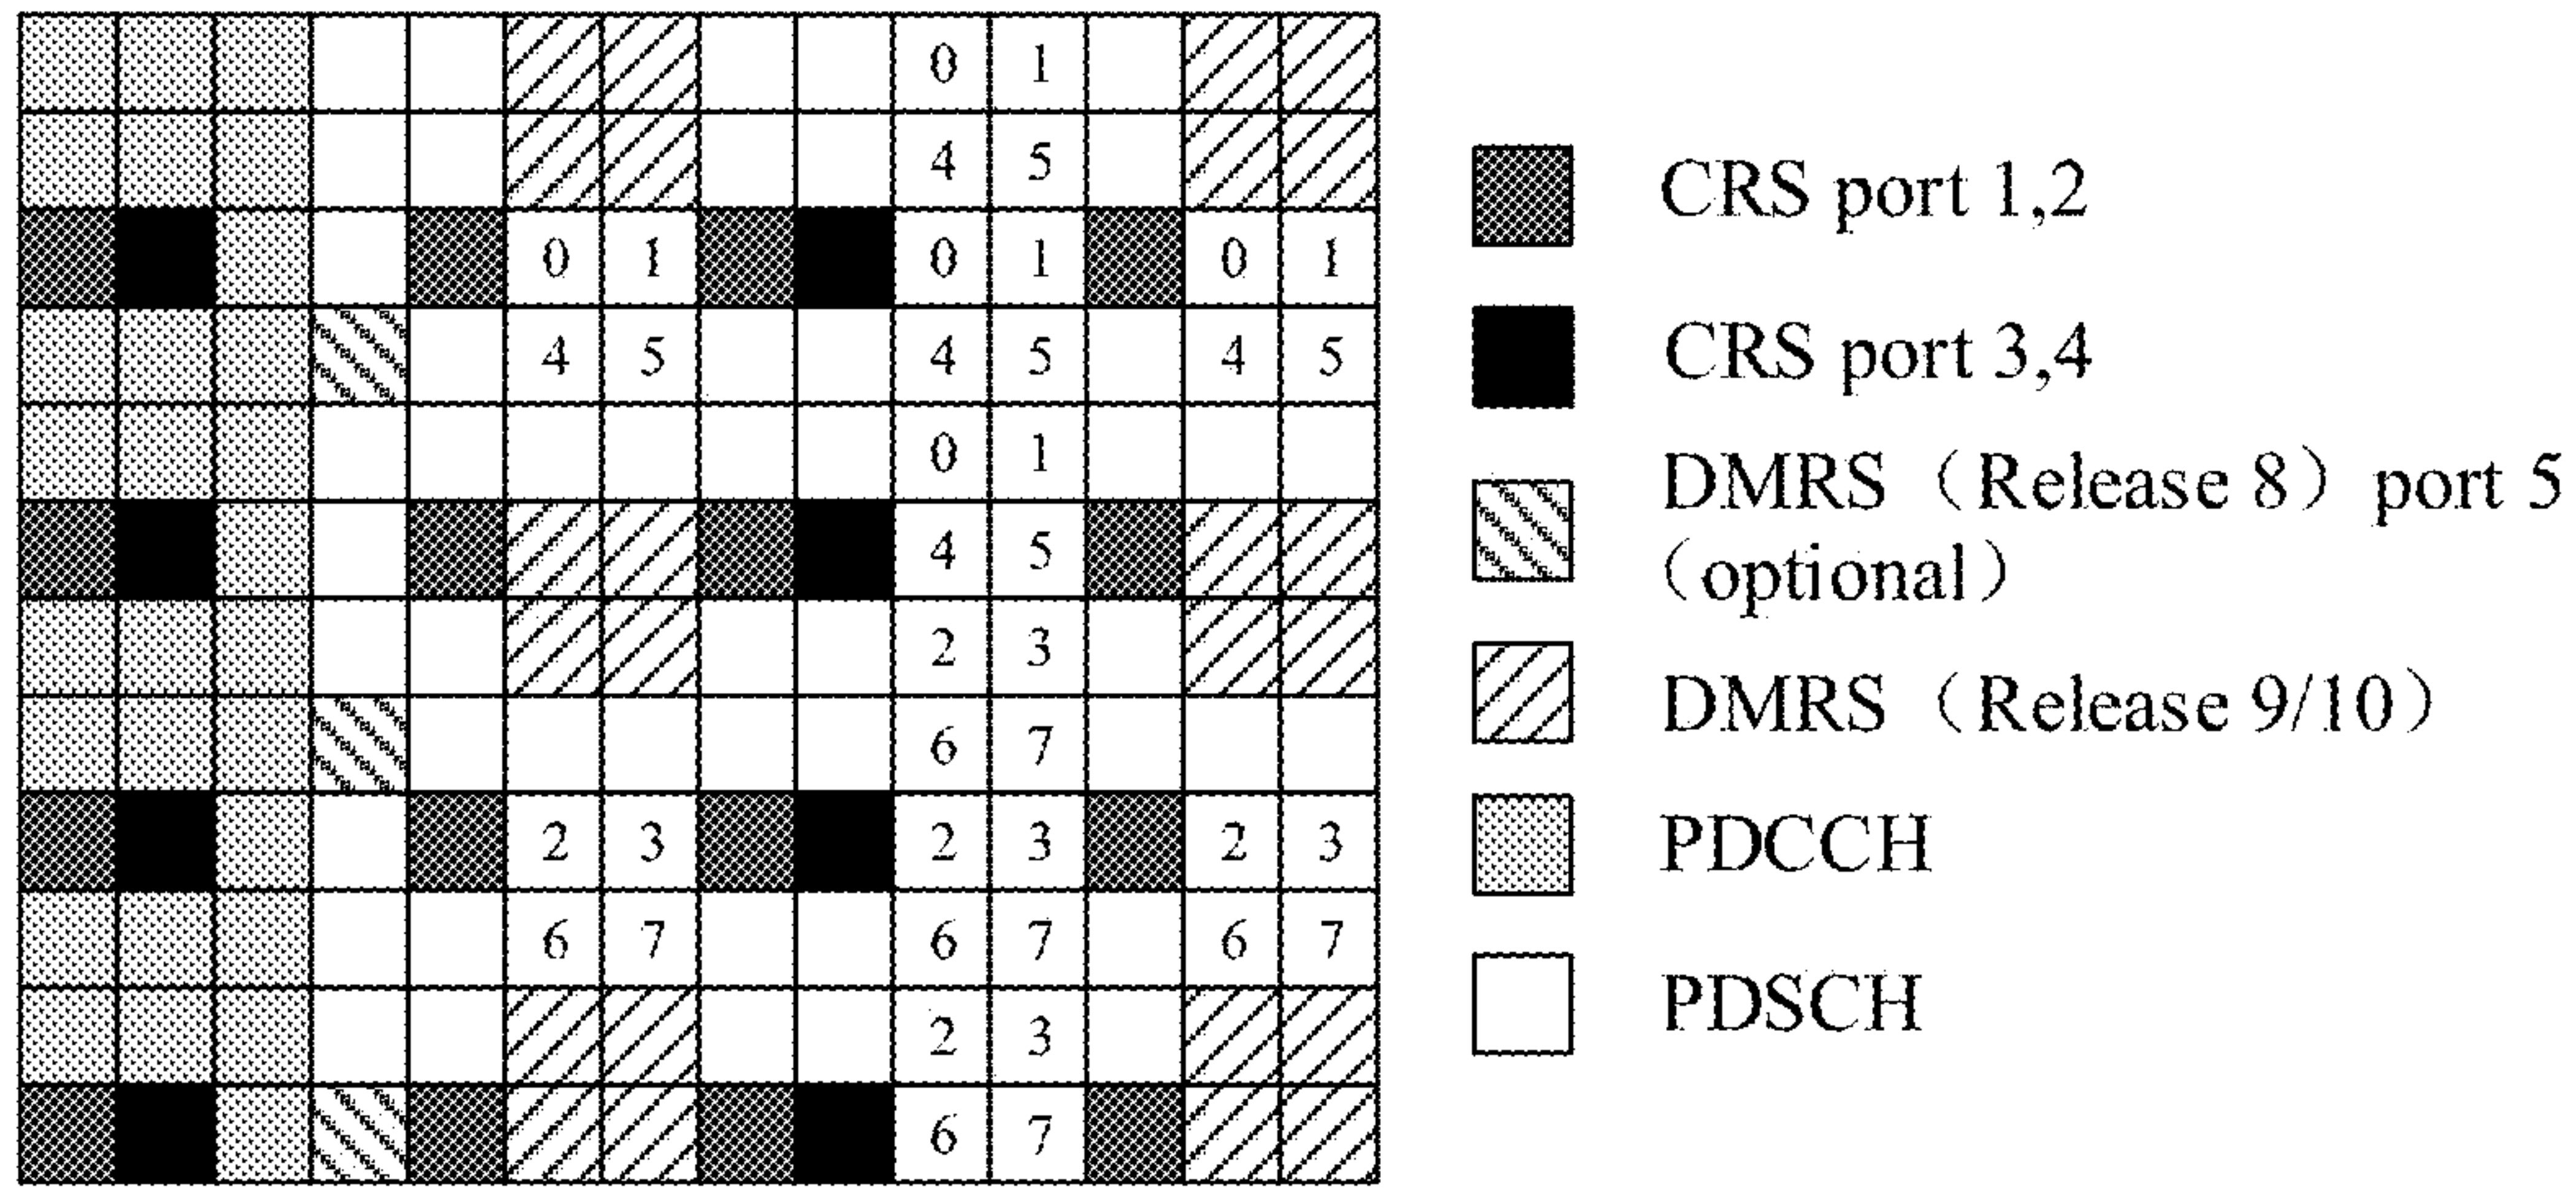 0 1
4 5
0 1 0 1 0 1
4 5 4 5 4 5
0 1
4 5
2 3
6 7
2 3 2 3 2 3
6 7 6 7 6 7
2 3
6 7
CRS port 1,2
CRS port 3,4
DMRS（Release 8）port 5
（optional）
DMRS（Release 9/10）
PDCCH
PDSCH